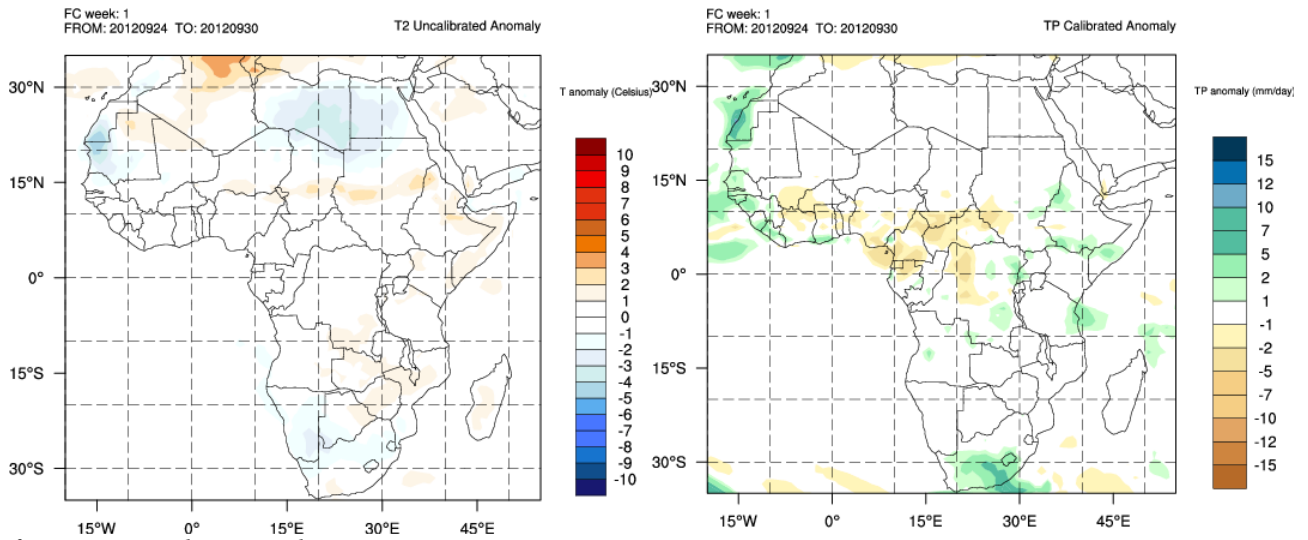 FC week: 1
FROM: 20120924 TO: 20120930
T2 Uncalibrated Anomaly
30°N
15°N
0°
15°S
30°S
15°W
0°
15°E
30°E
45°E
T anomaly (Celsius)
10
9
8
7
6
5
4
3
2
1
0
-1
-2
-3
-4
-5
-6
-7
-8
-9
-10
FC week: 1
FROM: 20120924 TO: 20120930
TP Calibrated Anomaly
30°N
15°N
0°
15°S
30°S
15°W
0°
15°E
30°E
45°E
TP anomaly (mm/day)
15
12
10
7
5
2
1
-1
-2
-5
-7
-10
-12
-15